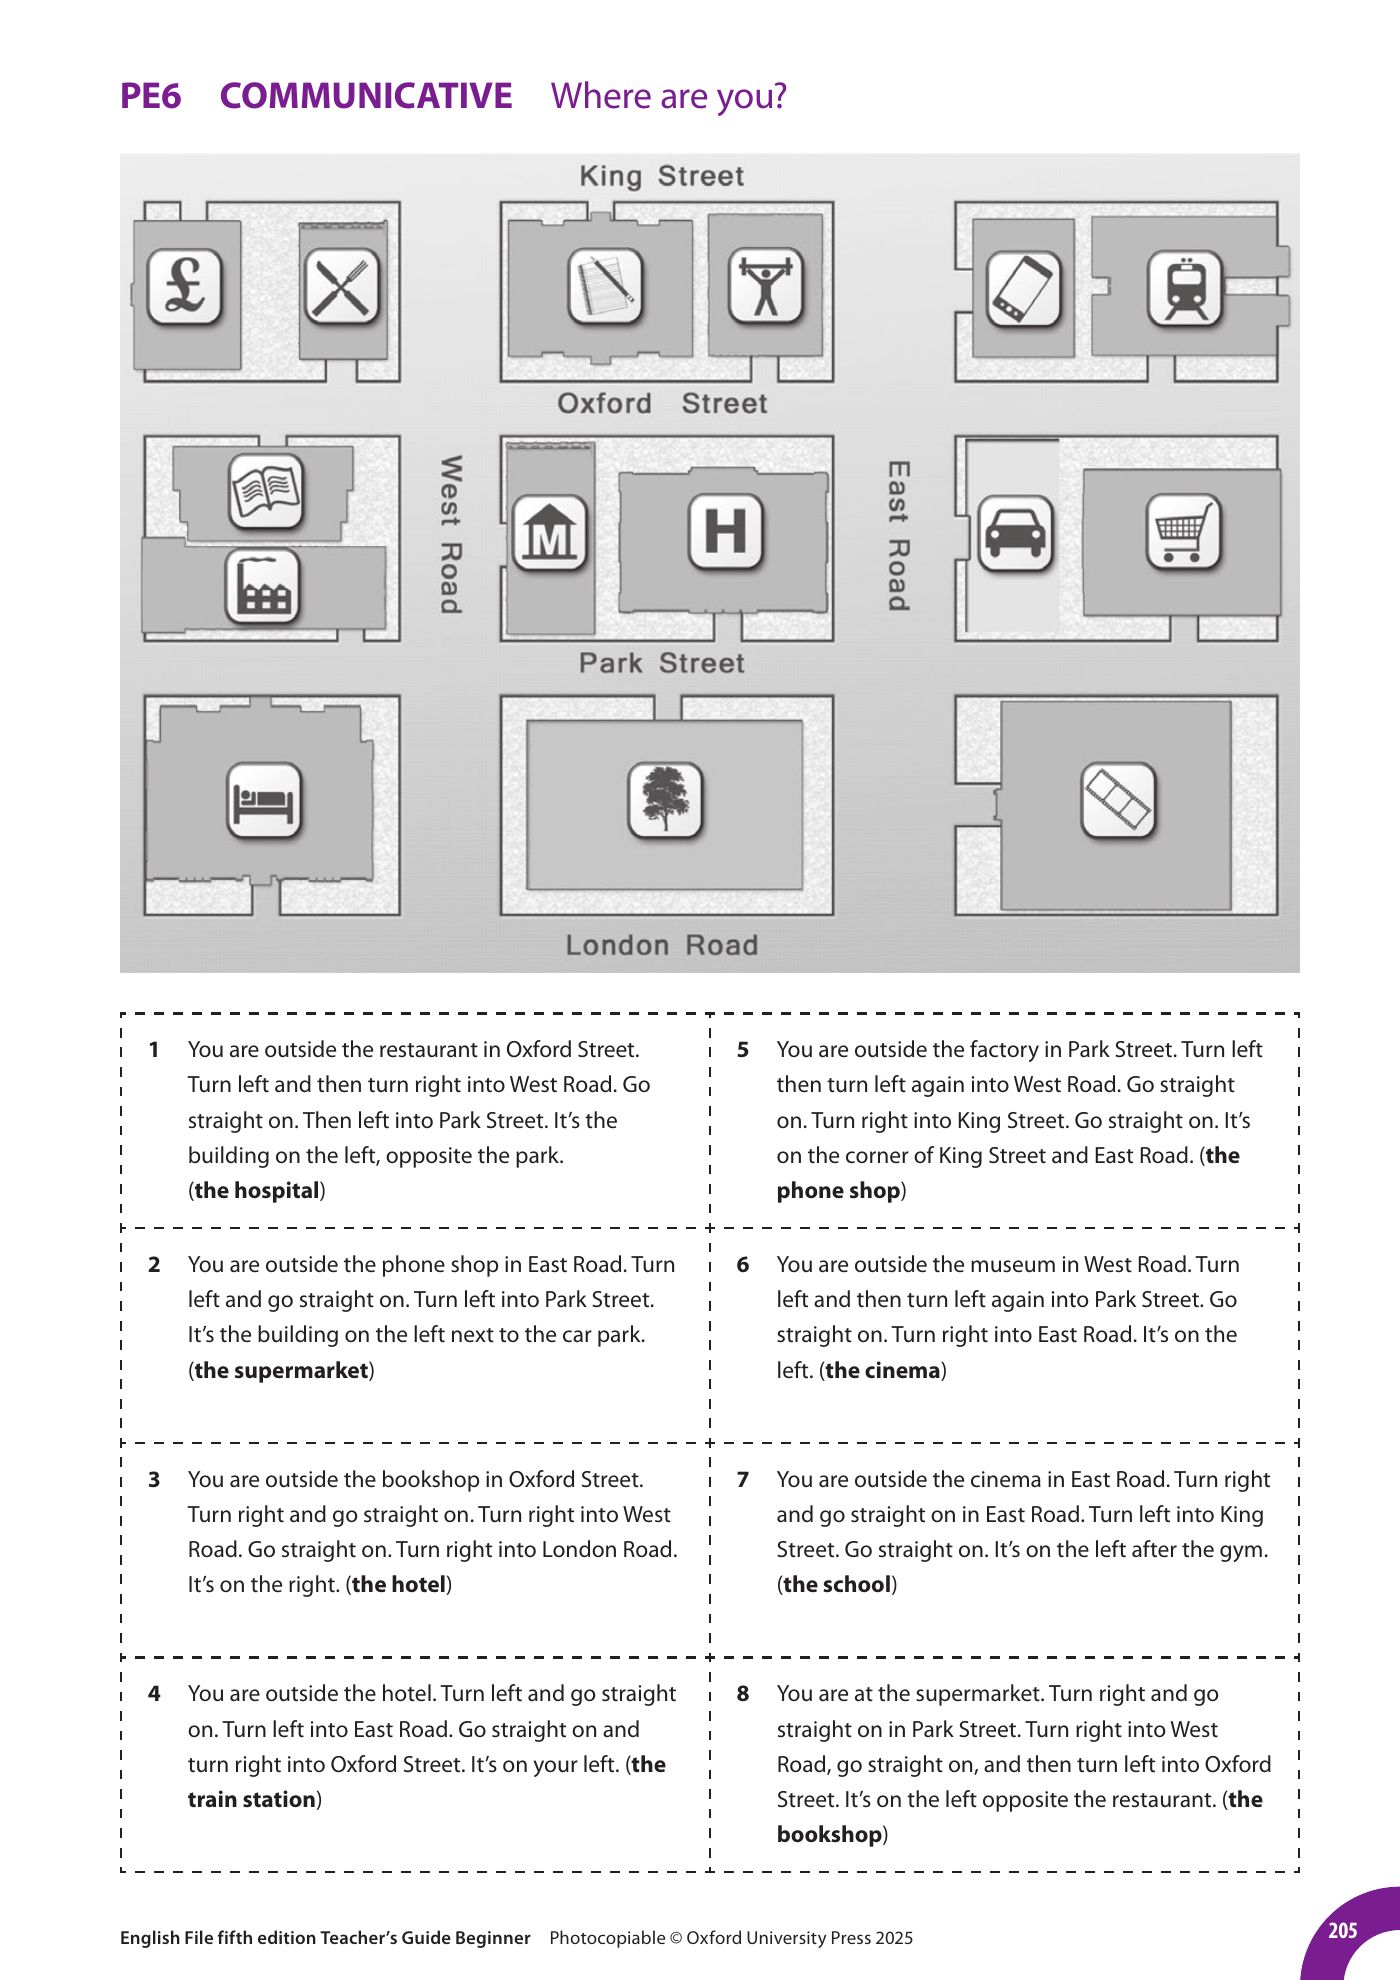 PE6 COMMUNICATIVE Where are you?
King Street
£
Oxford Street
West Road
East Road
M
H
Park Street
London Road
1 You are outside the restaurant in Oxford Street.
Turn left and then turn right into West Road. Go
straight on. Then left into Park Street. It’s the
building on the left, opposite the park.
(the hospital)
2 You are outside the phone shop in East Road. Turn
left and go straight on. Turn left into Park Street.
It’s the building on the left next to the car park.
(the supermarket)
3 You are outside the bookshop in Oxford Street.
Turn right and go straight on. Turn right into West
Road. Go straight on. Turn right into London Road.
It’s on the right. (the hotel)
4 You are outside the hotel. Turn left and go straight
on. Turn left into East Road. Go straight on and
turn right into Oxford Street. It’s on your left. (the
train station)
5 You are outside the factory in Park Street. Turn left
then turn left again into West Road. Go straight
on. Turn right into King Street. Go straight on. It’s
on the corner of King Street and East Road. (the
phone shop)
6 You are outside the museum in West Road. Turn
left and then turn left again into Park Street. Go
straight on. Turn right into East Road. It’s on the
left. (the cinema)
7 You are outside the cinema in East Road. Turn right
and go straight on in East Road. Turn left into King
Street. Go straight on. It’s on the left after the gym.
(the school)
8 You are at the supermarket. Turn right and go
straight on in Park Street. Turn right into West
Road, go straight on, and then turn left into Oxford
Street. It’s on the left opposite the restaurant. (the
bookshop)
English File fifth edition Teacher’s Guide Beginner Photocopiable © Oxford University Press 2025
205